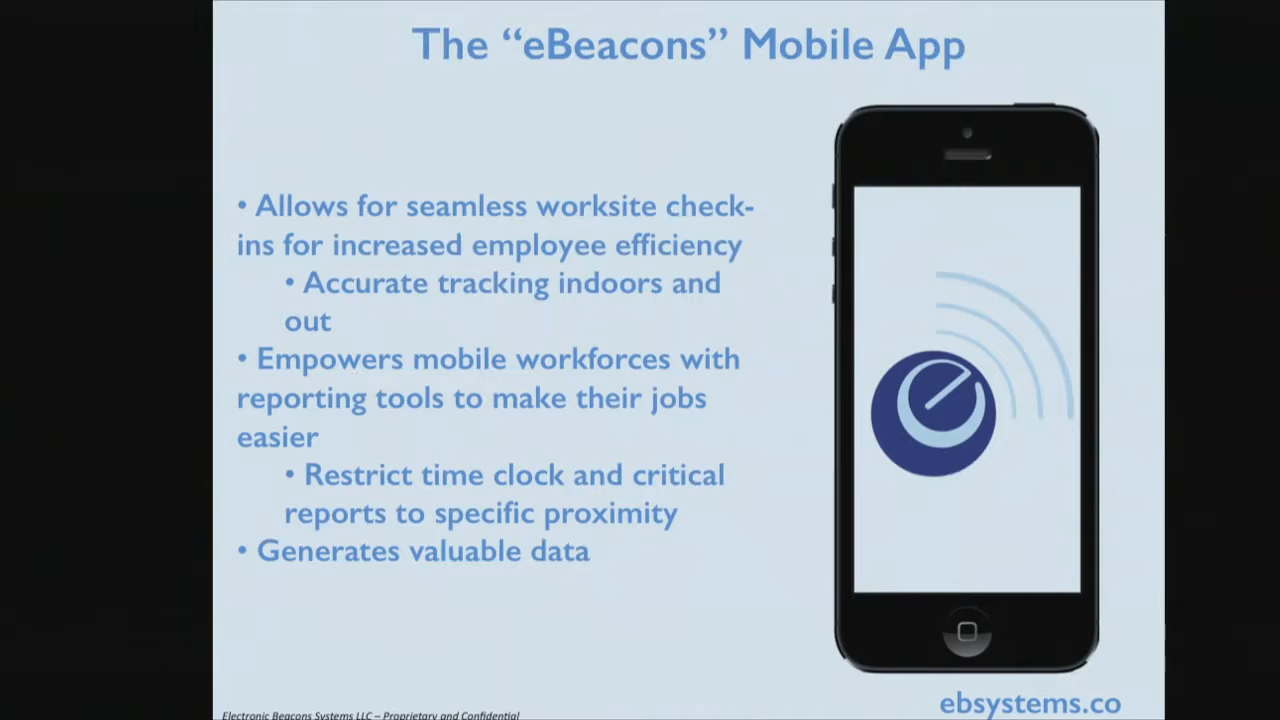 The “eBeacons” Mobile App
• Allows for seamless worksite check-
ins for increased employee efficiency
• Accurate tracking indoors and
out
• Empowers mobile workforces with
reporting tools to make their jobs
easier
• Restrict time clock and critical
reports to specific proximity
• Generates valuable data
ebsystems.co
Electronic Beacons Systems LLC – Proprietary and Confidential